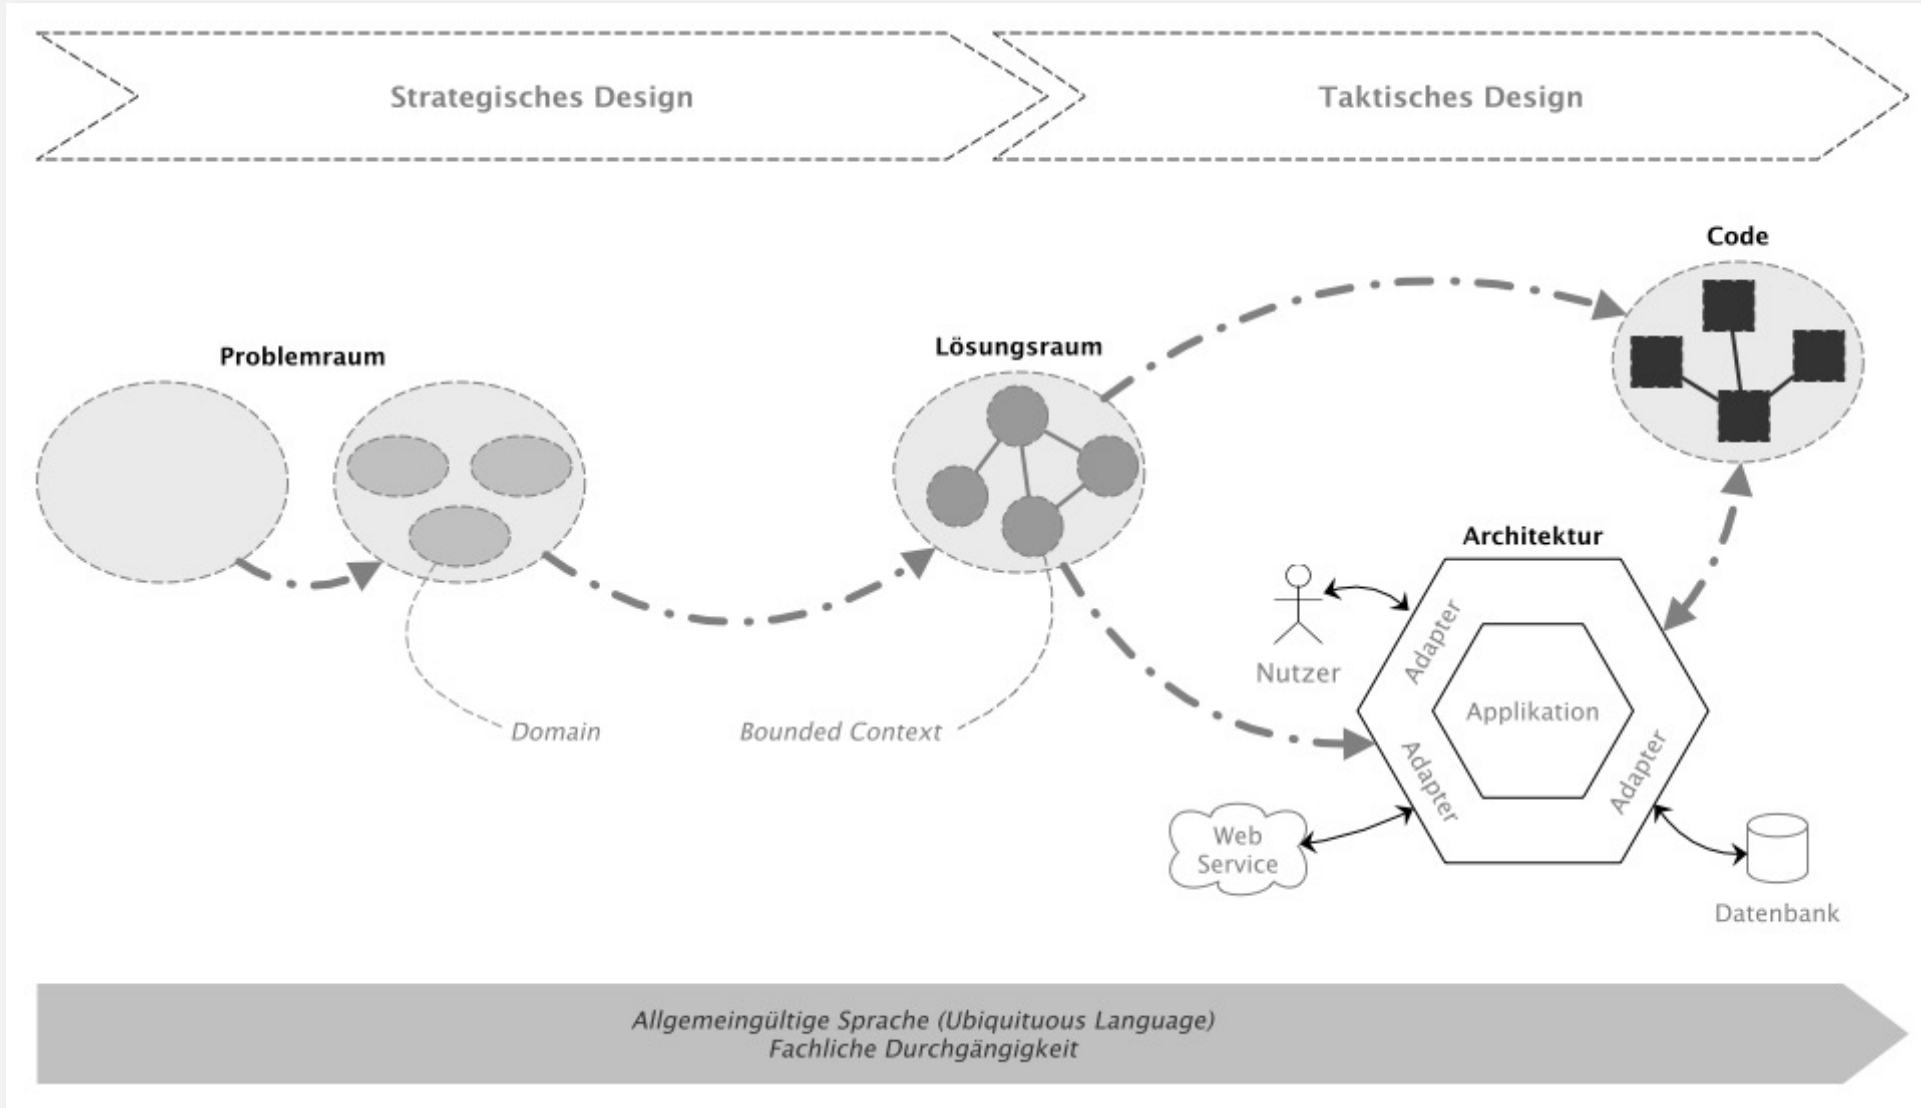 Strategisches Design
Taktisches Design
Code
Problemraum
Lösungsraum
Architektur
Nutzer
Adapter
Applikation
Domain
Bounded Context
Adapter
Adapter
Web
Service
Datenbank
Allgemeingültige Sprache (Ubiquituous Language)
Fachliche Durchgängigkeit